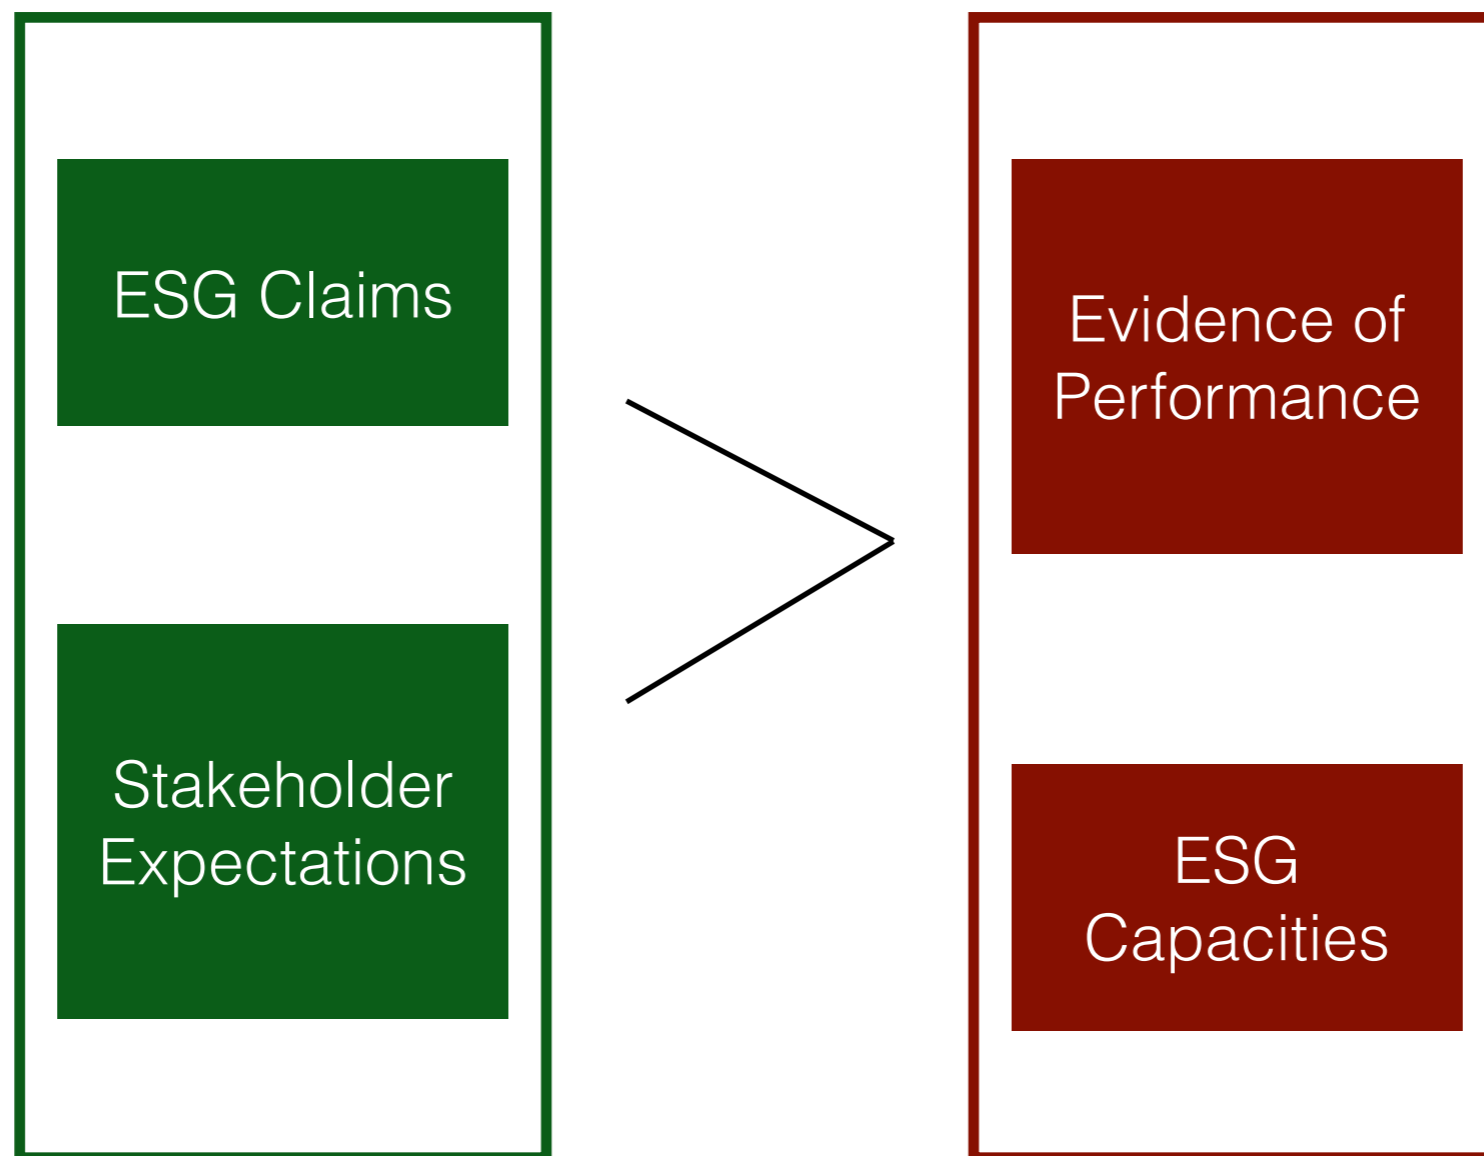 ESG Claims
Stakeholder
Expectations
Evidence of
Performance
ESG
Capacities